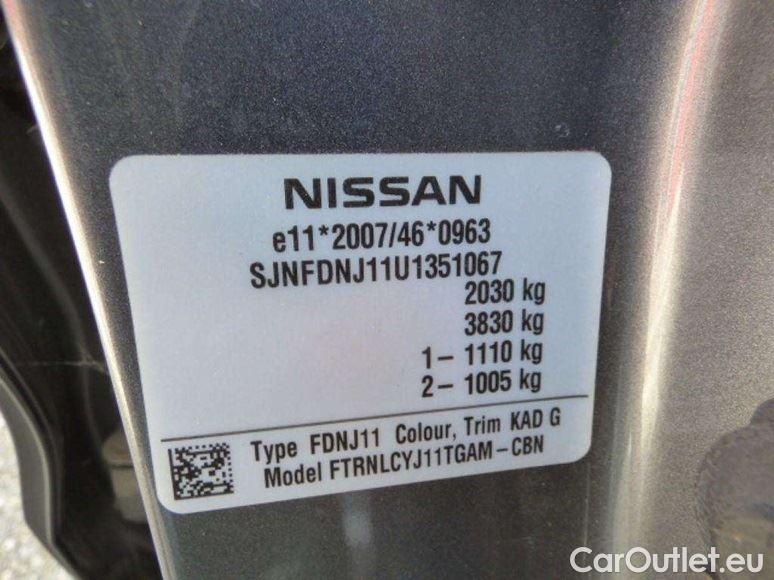 NISSAN
e11*2007/46*0963
SJNFDNJ11U1351067
2030 kg
3830 kg
1- 1110 kg
2- 1005 kg
Type FDNJ11 Colour, Trim KAD G
Model FTRNLCYJ11TGAM-CBN
CarOutlet.eu